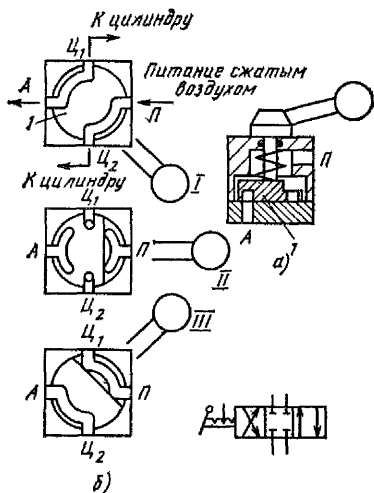 К цилиндру
Ц1
А
Питание сжатым
воздухом
1
П
Ц2
К цилиндру
I
П
А
1
а)
Ц1
А
П
II
Ц2
III
Ц1
А
П
Ц2
б)